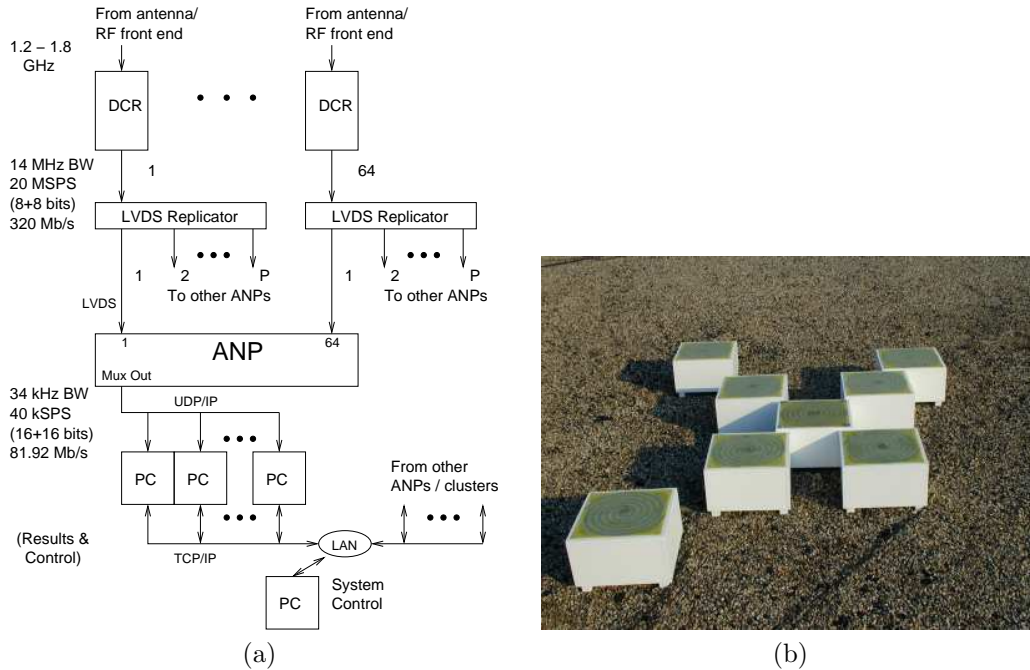 From antenna/
RF front end
From antenna/
RF front end
1.2 – 1.8
GHz
DCR
DCR
14 MHz BW
20 MSPS
(8+8 bits)
320 Mb/s
1
64
LVDS Replicator
LVDS Replicator
1
2
P
1
2
P
To other ANPs
To other ANPs
LVDS
1
64
ANP
Mux Out
34 kHz BW
40 kSPS
(16+16 bits)
81.92 Mb/s
UDP/IP
PC
PC
PC
From other
ANPs / clusters
(Results &
Control)
TCP/IP
LAN
PC
System
Control
(a)
(b)